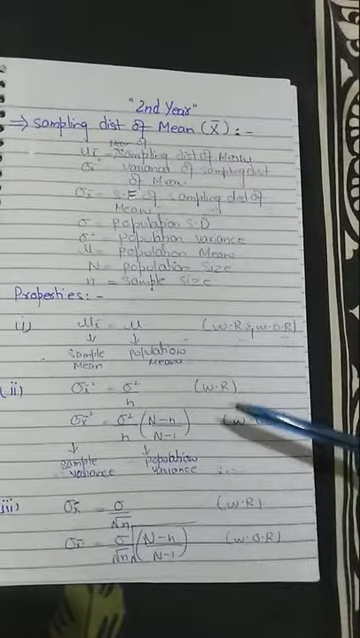 "2nd Year"
⇒ Sampling dist of Mean (X̄) : -
μx̄ = Mean of Sampling dist of Mean
σx̄² = variance of sampling dist
of Mean
σx̄ = S.E of sampling dist of
Mean
σ = population S.D
σ² = population variance
μ = population Mean
N = population Size
n = sample size
Properties : -
i) μx̄ = μ (W.R & W.O.R)
↓ ↓
Sample population
Mean Mean
ii) σx̄² = σ²/n (W.R)
σx̄² = σ²/n (N-n/N-1) (W
↓ ↓
sample population
variance variance
iii) σx̄ = σ/√n (W.R)
σx̄ = σ/√n √(N-n/N-1) (W.O.R)